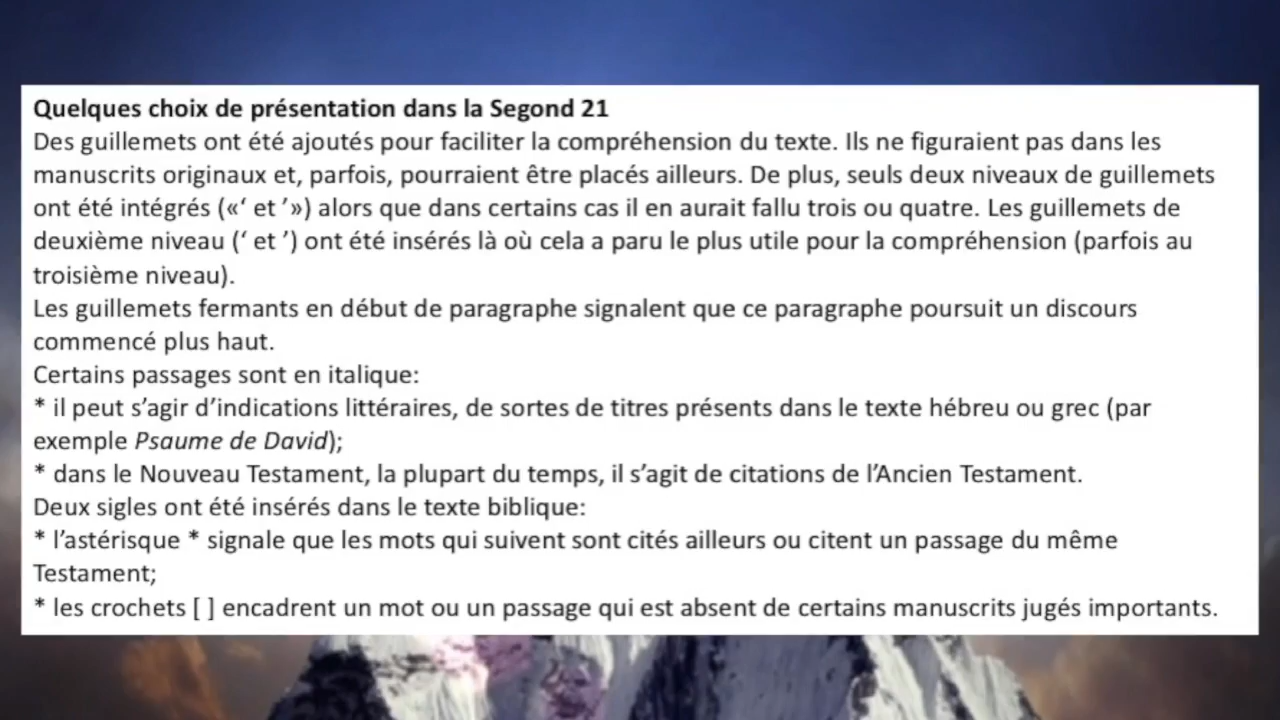 Quelques choix de présentation dans la Segond 21
Des guillemets ont été ajoutés pour faciliter la compréhension du texte. Ils ne figuraient pas dans les
manuscrits originaux et, parfois, pourraient être placés ailleurs. De plus, seuls deux niveaux de guillemets
ont été intégrés («‘ et ’») alors que dans certains cas il en aurait fallu trois ou quatre. Les guillemets de
deuxième niveau (‘ et ’) ont été insérés là où cela a paru le plus utile pour la compréhension (parfois au
troisième niveau).
Les guillemets fermants en début de paragraphe signalent que ce paragraphe poursuit un discours
commencé plus haut.
Certains passages sont en italique:
* il peut s’agir d’indications littéraires, de sortes de titres présents dans le texte hébreu ou grec (par
exemple Psaume de David);
* dans le Nouveau Testament, la plupart du temps, il s’agit de citations de l’Ancien Testament.
Deux sigles ont été insérés dans le texte biblique:
* l’astérisque * signale que les mots qui suivent sont cités ailleurs ou citent un passage du même
Testament;
* les crochets [ ] encadrent un mot ou un passage qui est absent de certains manuscrits jugés importants.